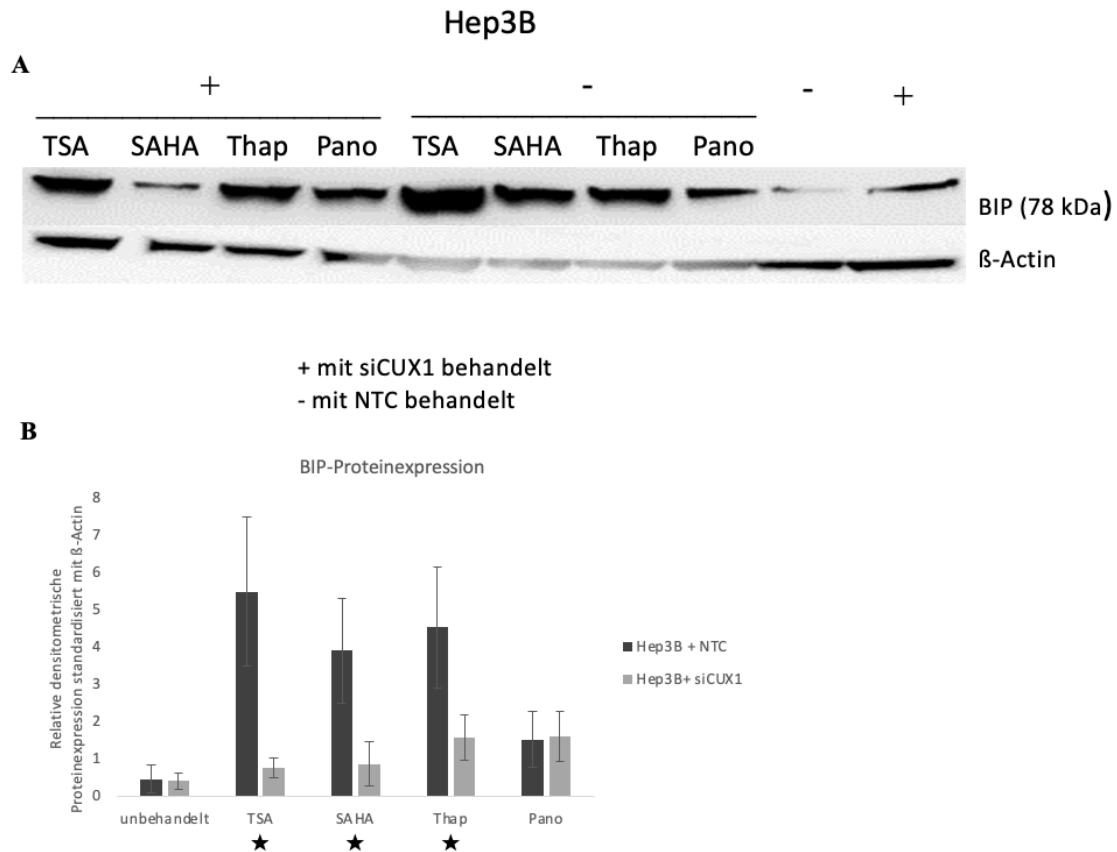 Hep3B
A
+ - - +
TSA SAHA Thap Pano TSA SAHA Thap Pano
BIP (78 kDa)
ß-Actin
+ mit siCUX1 behandelt
- mit NTC behandelt
B
BIP-Proteinexpression
Relative densitometrische
Proteinexpression standardisiert mit ß-Actin
8
7
6
5
4
3
2
1
0
unbehandelt TSA SAHA Thap Pano
★ ★ ★
Hep3B + NTC
Hep3B+ siCUX1